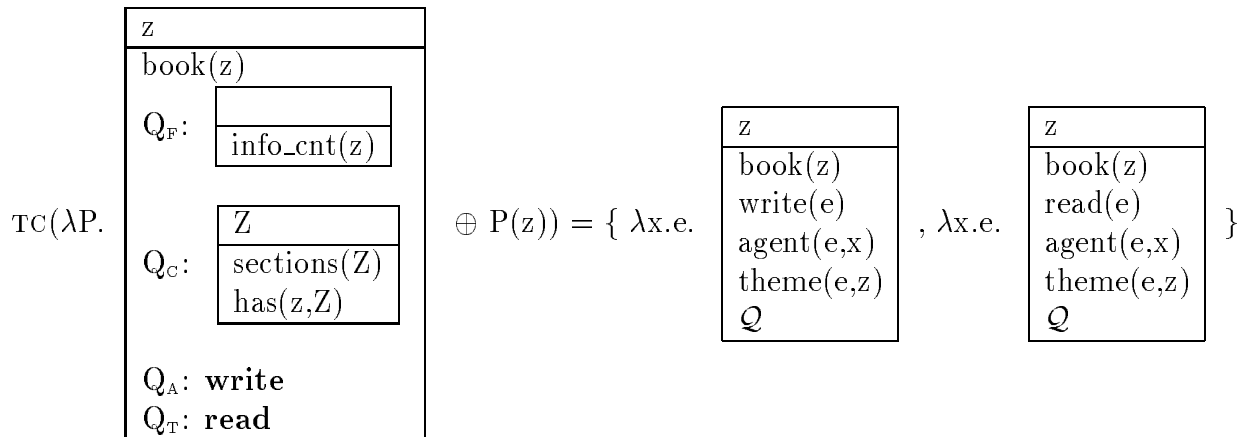 z
book(z)
Q_F:
info_cnt(z)
TC(λP.
Q_C:
Z
sections(Z)
has(z,Z)
Q_A: write
Q_T: read
⊕ P(z)) = { λx.e.
z
book(z)
write(e)
agent(e,x)
theme(e,z)
𝒬
, λx.e.
z
book(z)
read(e)
agent(e,x)
theme(e,z)
𝒬
}